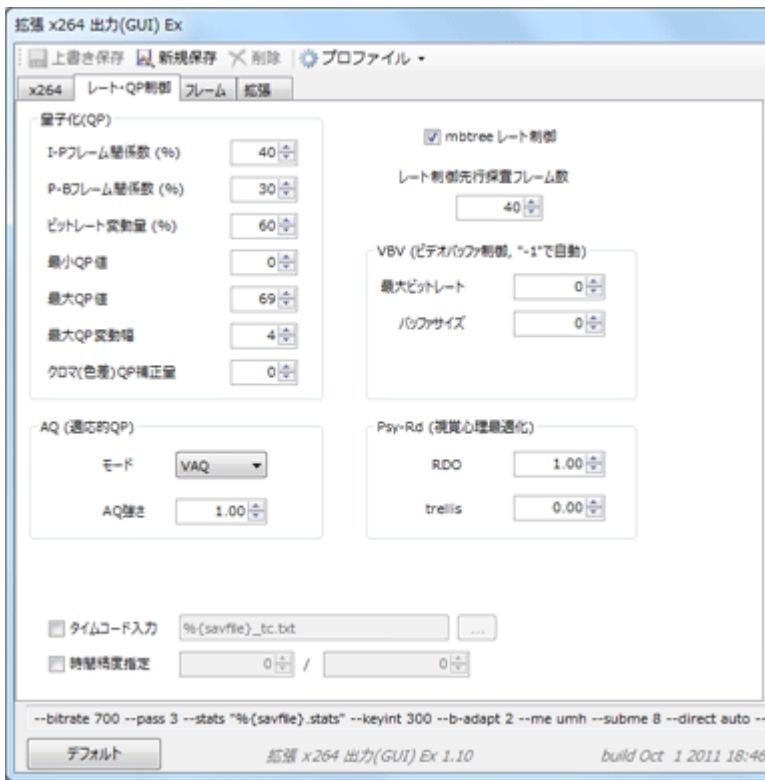 拡張 x264 出力(GUI) Ex
上書き保存 新規保存 削除 プロファイル
x264 レート・QP制御 フレーム 拡張
量子化(QP)
I-Pフレーム関係数 (%) 40
P-Bフレーム関係数 (%) 30
ビットレート変動量 (%) 60
最小QP値 0
最大QP値 69
最大QP変動幅 4
クロマ(色差)QP補正量 0
mbtree レート制御
レート制御先行探査フレーム数
40
VBV (ビデオバッファ制御, "-1"で自動)
最大ビットレート 0
バッファサイズ 0
AQ (適応的QP)
モード VAQ
AQ強さ 1.00
Psy-Rd (視覚心理最適化)
RDO 1.00
trellis 0.00
タイムコード入力 %{savfile}_tc.txt ...
時間精度指定 0 / 0
--bitrate 700 --pass 3 --stats "%{savfile}.stats" --keyint 300 --b-adapt 2 --me umh --subme 8 --direct auto --
デフォルト 拡張 x264 出力(GUI) Ex 1.10 build Oct 1 2011 18:46